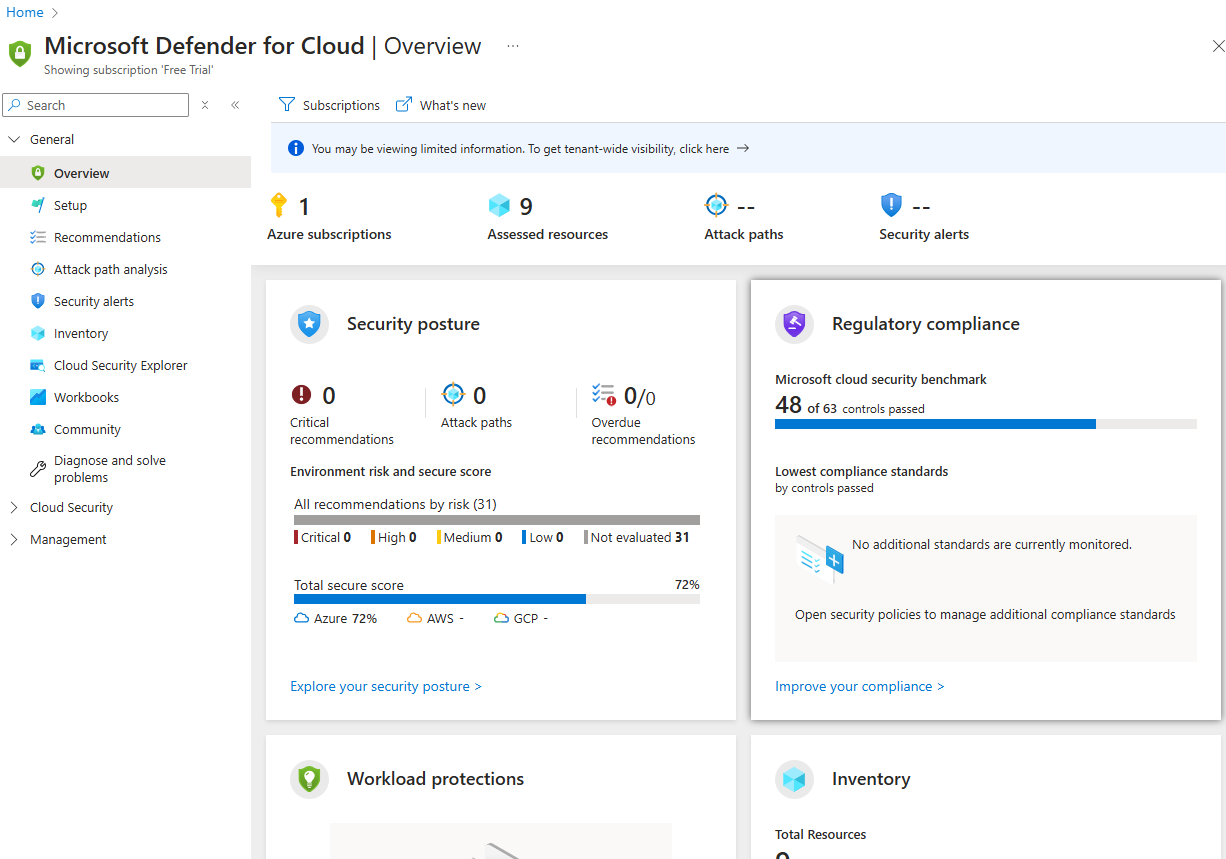 Home
Microsoft Defender for Cloud | Overview
Showing subscription 'Free Trial'
Search
General
Overview
Setup
Recommendations
Attack path analysis
Security alerts
Inventory
Cloud Security Explorer
Workbooks
Community
Diagnose and solve
problems
Cloud Security
Management
Subscriptions
What's new
You may be viewing limited information. To get tenant-wide visibility, click here →
1
Azure subscriptions
9
Assessed resources
--
Attack paths
--
Security alerts
Security posture
0
Critical
recommendations
0
Attack paths
0/0
Overdue
recommendations
Environment risk and secure score
All recommendations by risk (31)
Critical 0 High 0 Medium 0 Low 0 Not evaluated 31
Total secure score 72%
Azure 72% AWS - GCP -
Explore your security posture >
Regulatory compliance
Microsoft cloud security benchmark
48 of 63 controls passed
Lowest compliance standards
by controls passed
No additional standards are currently monitored.
Open security policies to manage additional compliance standards
Improve your compliance >
Workload protections
Inventory
Total Resources